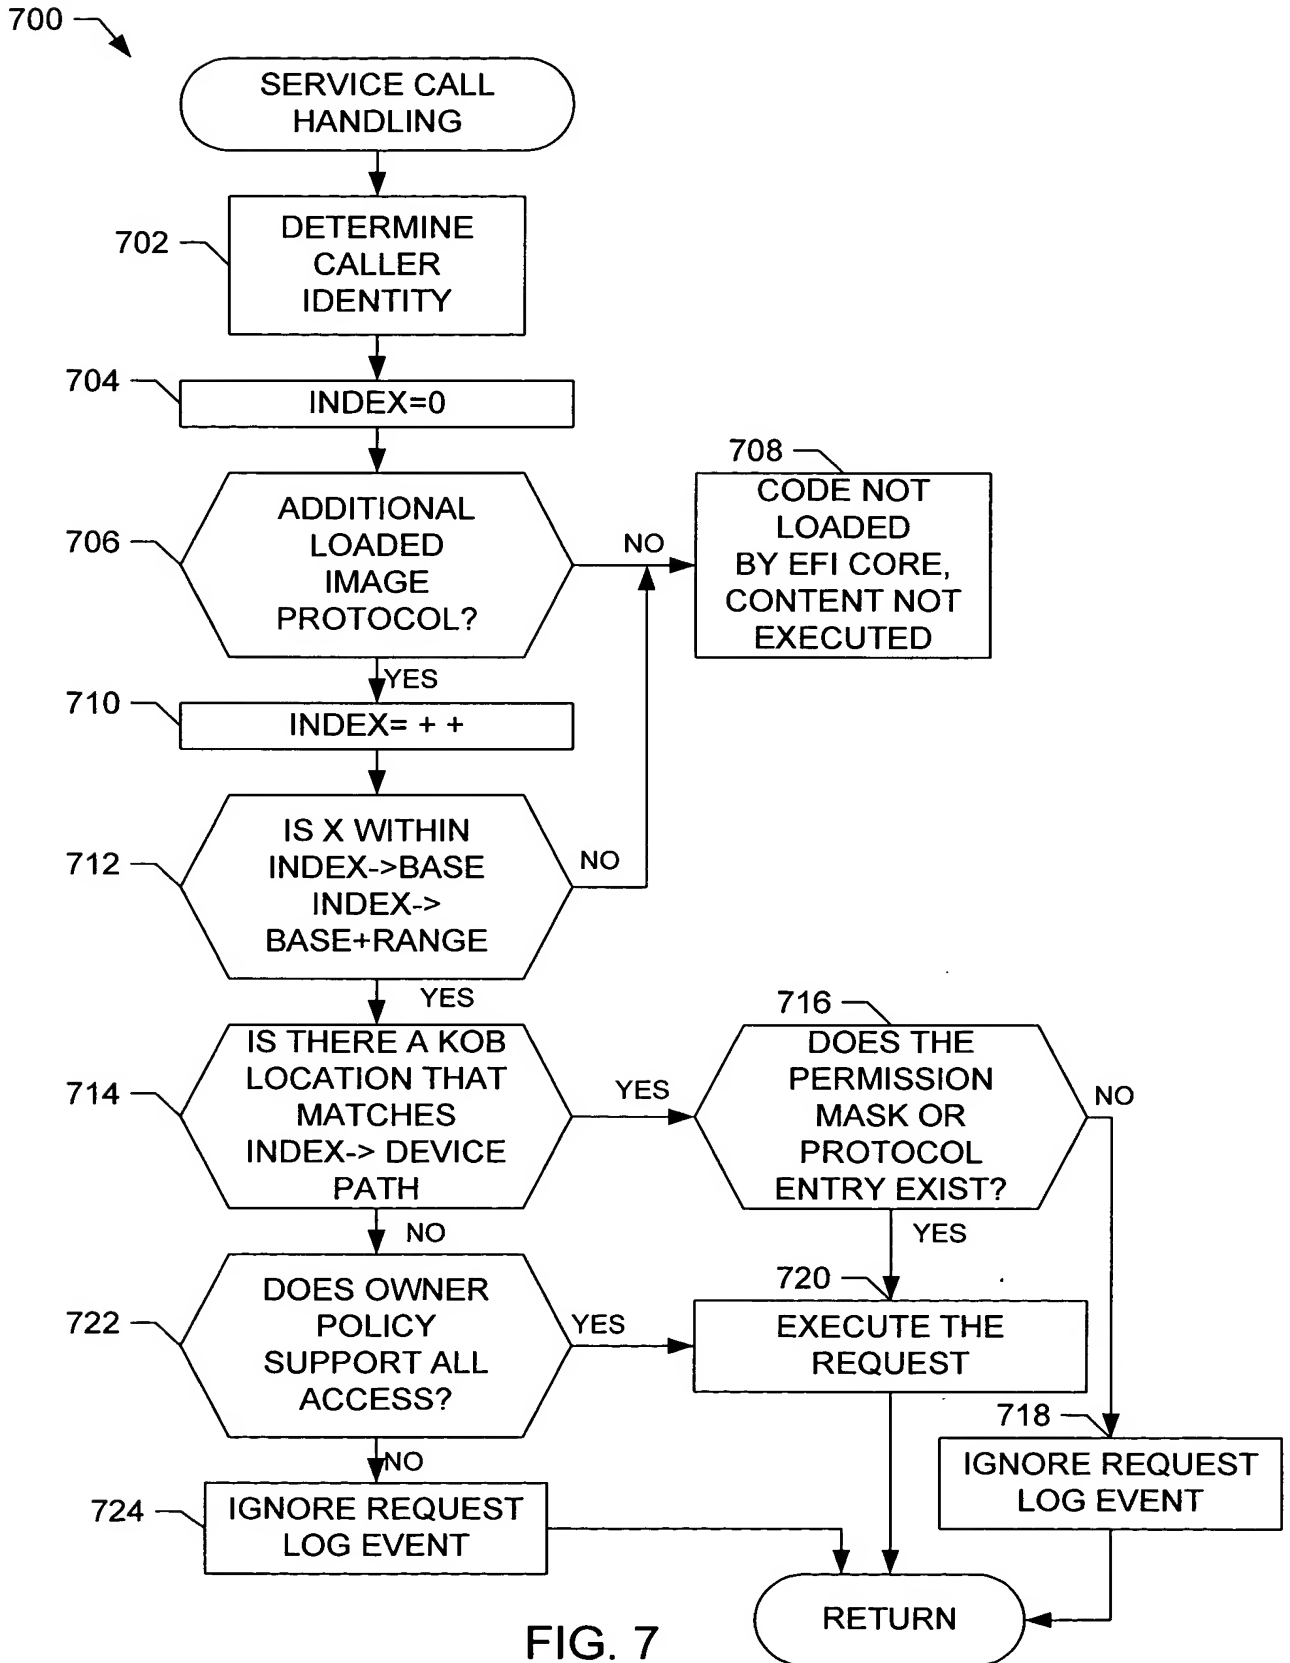 700
SERVICE CALL
HANDLING
702
DETERMINE
CALLER
IDENTITY
704
INDEX=0
706
ADDITIONAL
LOADED
IMAGE
PROTOCOL?
NO
708
CODE NOT
LOADED
BY EFI CORE,
CONTENT NOT
EXECUTED
YES
710
INDEX= + +
712
IS X WITHIN
INDEX->BASE
INDEX->
BASE+RANGE
NO
YES
714
IS THERE A KOB
LOCATION THAT
MATCHES
INDEX-> DEVICE
PATH
YES
716
DOES THE
PERMISSION
MASK OR
PROTOCOL
ENTRY EXIST?
NO
NO
YES
722
DOES OWNER
POLICY
SUPPORT ALL
ACCESS?
YES
720
EXECUTE THE
REQUEST
718
IGNORE REQUEST
LOG EVENT
NO
724
IGNORE REQUEST
LOG EVENT
RETURN
FIG. 7